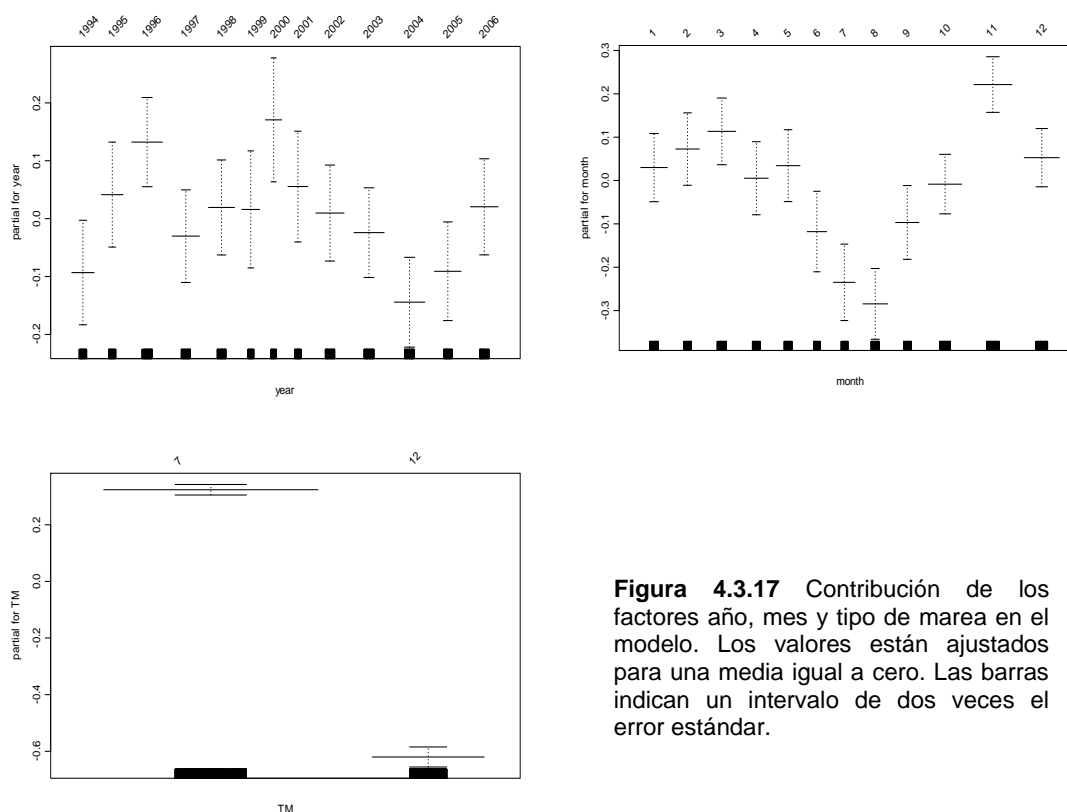 1994 1995 1996 1997 1998 1999 2000 2001 2002 2003 2004 2005 2006
0.2
0.1
0.0
-0.1
-0.2
partial for year
year
1 2 3 4 5 6 7 8 9 10 11 12
0.3
0.2
0.1
0.0
-0.1
-0.2
-0.3
partial for month
month
7 12
0.2
0.0
-0.2
-0.4
-0.6
partial for TM
TM
Figura 4.3.17 Contribución de los
factores año, mes y tipo de marea en el
modelo. Los valores están ajustados
para una media igual a cero. Las barras
indican un intervalo de dos veces el
error estándar.